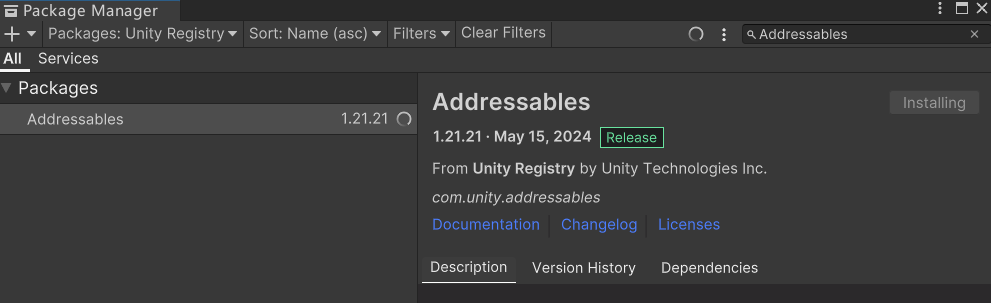 Package Manager
Packages: Unity Registry Sort: Name (asc) Filters Clear Filters Addressables
All Services
Packages
Addressables 1.21.21
Addressables Installing
1.21.21 · May 15, 2024 Release
From Unity Registry by Unity Technologies Inc.
com.unity.addressables
Documentation Changelog Licenses
Description Version History Dependencies